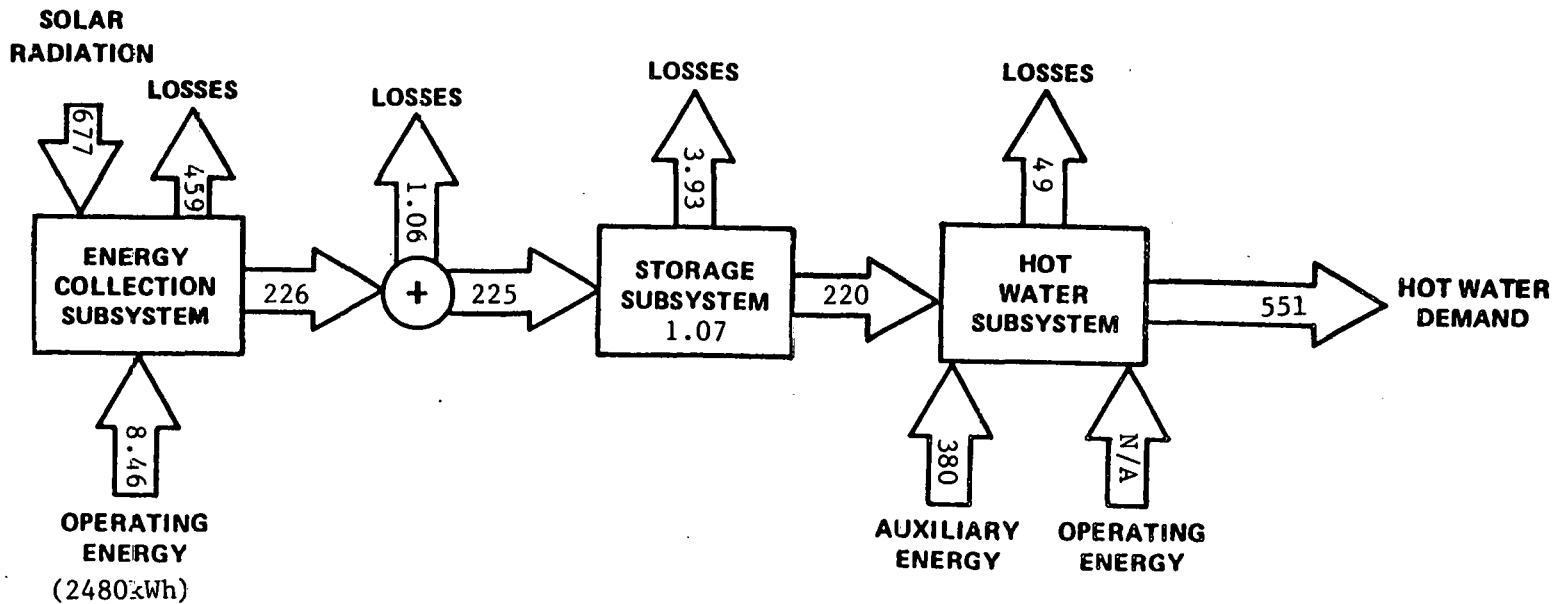 SOLAR
RADIATION
677
LOSSES
459
ENERGY
COLLECTION
SUBSYSTEM
8.46
OPERATING
ENERGY
(2480kWh)
226
LOSSES
1.06
+
225
LOSSES
3.93
STORAGE
SUBSYSTEM
1.07
220
LOSSES
49
HOT
WATER
SUBSYSTEM
380
AUXILIARY
ENERGY
N/A
OPERATING
ENERGY
551
HOT WATER
DEMAND